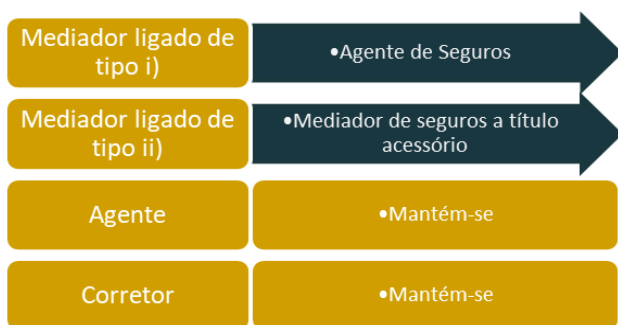 Mediador ligado de
tipo i)
•Agente de Seguros
Mediador ligado de
tipo ii)
•Mediador de seguros a título
acessório
Agente
•Mantém-se
Corretor
•Mantém-se